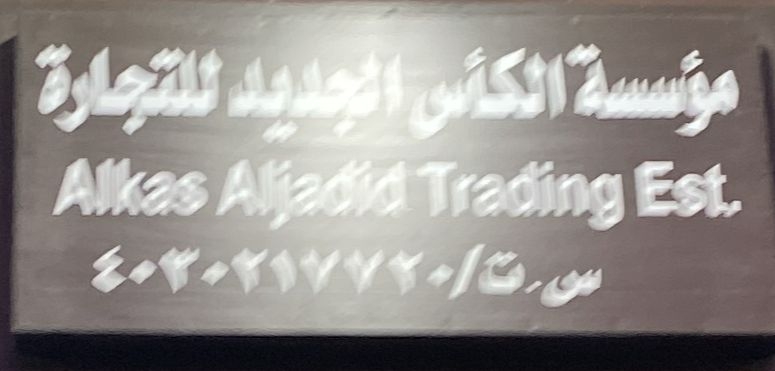 مؤسسة الكأس الجديد للتجارة
Alkas Aljadid Trading Est.
س.ت/٤٠٣٠٢١٧٧٢٠